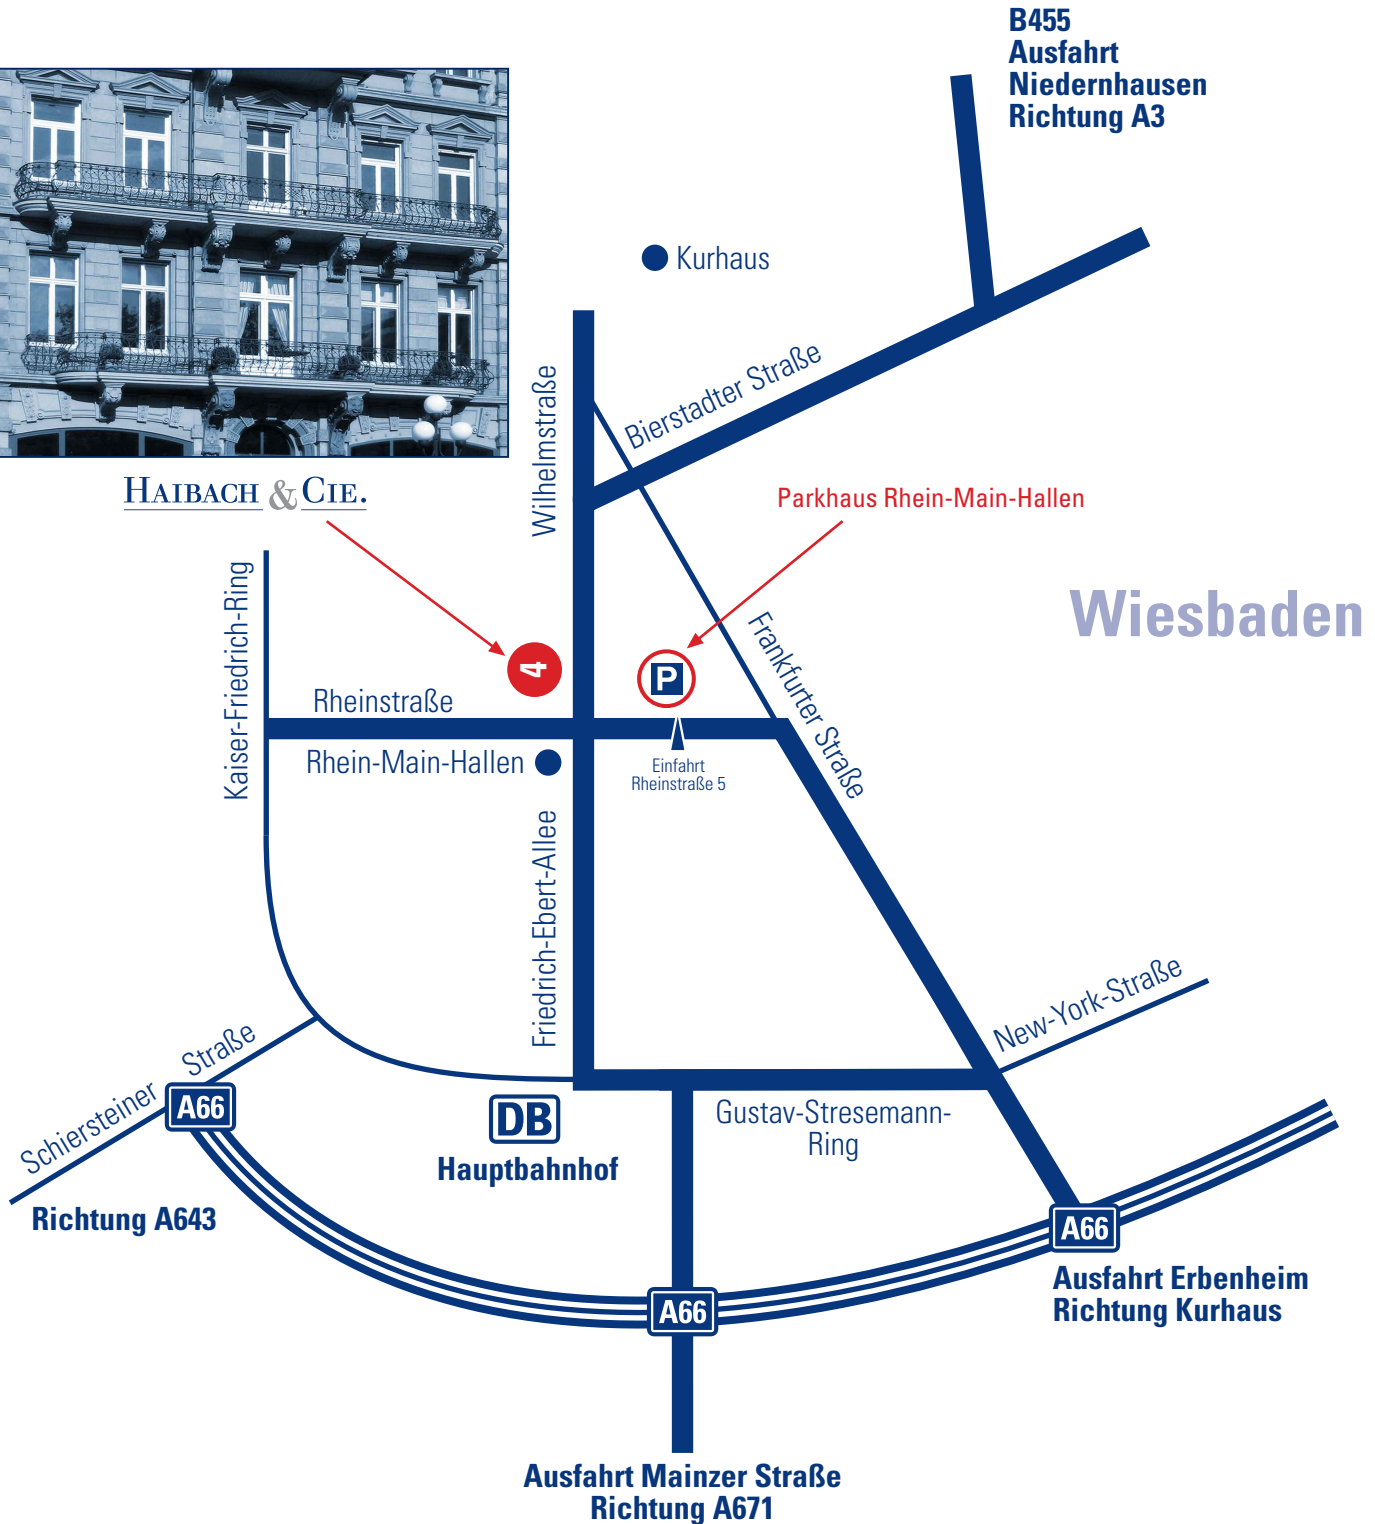 B455
Ausfahrt
Niedernhausen
Richtung A3
Kurhaus
Bierstadter Straße
Wilhelmstraße
HAIBACH & CIE.
Parkhaus Rhein-Main-Hallen
Wiesbaden
Kaiser-Friedrich-Ring
4
P
Frankfurter Straße
Rheinstraße
Rhein-Main-Hallen
Einfahrt
Rheinstraße 5
Friedrich-Ebert-Allee
New-York-Straße
Schiersteiner Straße
A66
DB
Hauptbahnhof
Gustav-Stresemann-
Ring
Richtung A643
A66
Ausfahrt Erbenheim
Richtung Kurhaus
A66
Ausfahrt Mainzer Straße
Richtung A671